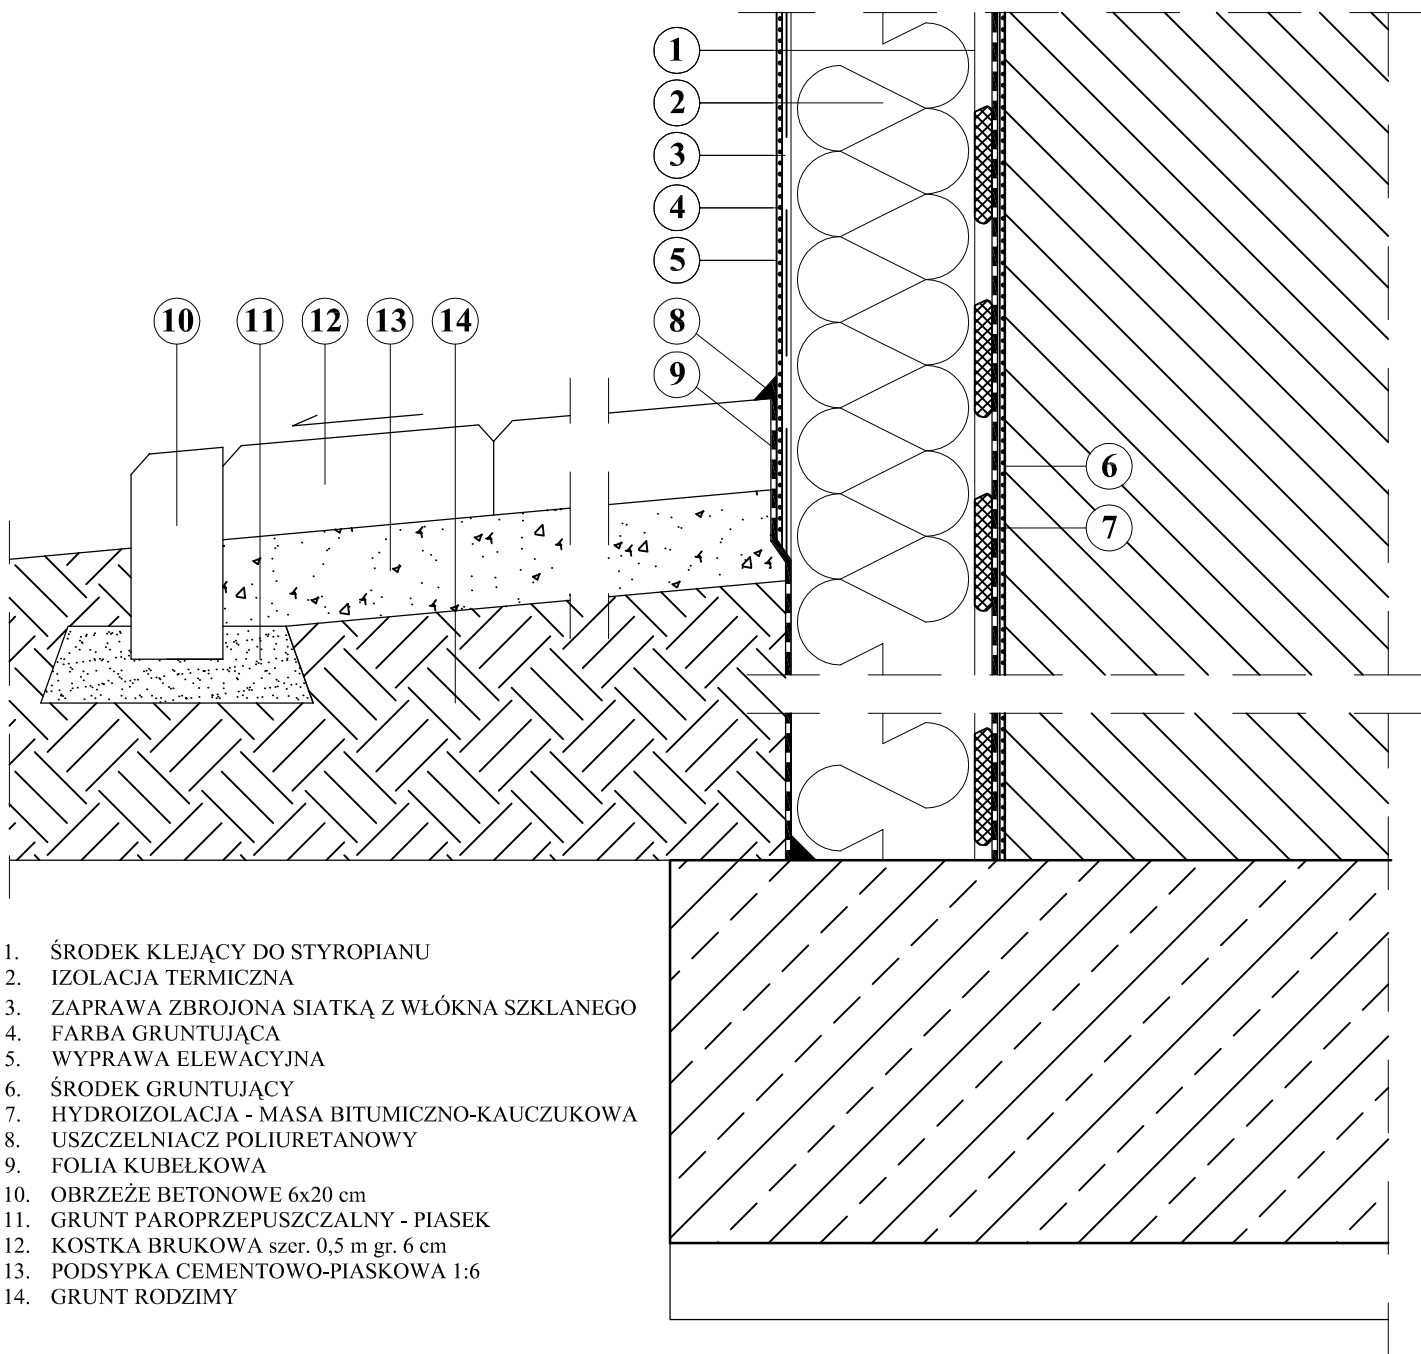 1
2
3
4
5
8
9
10 11 12 13 14
6
7
1. ŚRODEK KLEJĄCY DO STYROPIANU
2. IZOLACJA TERMICZNA
3. ZAPRAWA ZBROJONA SIATKĄ Z WŁÓKNA SZKLANEGO
4. FARBA GRUNTUJĄCA
5. WYPRAWA ELEWACYJNA
6. ŚRODEK GRUNTUJĄCY
7. HYDROIZOLACJA - MASA BITUMICZNO-KAUCZUKOWA
8. USZCZELNIACZ POLIURETANOWY
9. FOLIA KUBEŁKOWA
10. OBRZEŻE BETONOWE 6x20 cm
11. GRUNT PAROPRZEPUSZCZALNY - PIASEK
12. KOSTKA BRUKOWA szer. 0,5 m gr. 6 cm
13. PODSYPKA CEMENTOWO-PIASKOWA 1:6
14. GRUNT RODZIMY